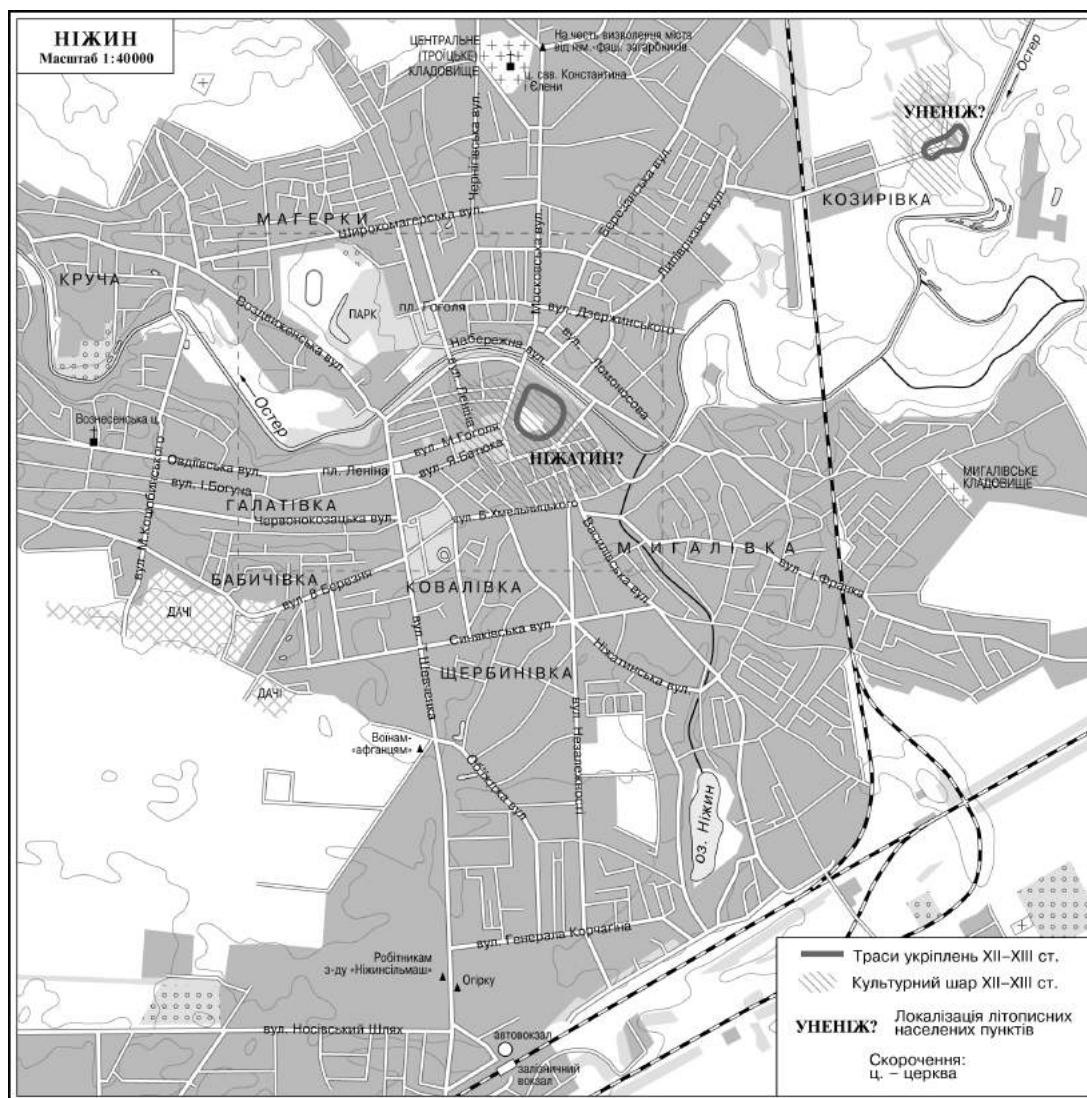 НІЖИН
Масштаб 1:40000
ЦЕНТРАЛЬНЕ
(ТРОЇЦЬКЕ)
КЛАДОВИЩЕ
На честь визволення міста
від нім.-фаш. загарбників
ц. свв. Константина
і Єлени
Остер
УНЕНІЖ?
КОЗИРІВКА
Чернігівська вул.
МАГЕРКИ
Широкомагерська вул.
Московська вул.
Березанська вул.
Липіврізька вул.
КРУЧА
Воздвиженська вул.
ПАРК
пл. Гоголя
вул. Дзержинського
Набережна вул.
вул. Ломоносова
вул. Леніна
Остер
Вознесенська ц.
вул. М.Гоголя
вул. Я.Батюка
НІЖАТИН?
Овдіївська вул.
пл. Леніна
вул. І.Богуна
ГАЛАТІВКА
Червонокозацька вул.
вул. Б.Хмельницького
вул. М.Коцюбинського
МИГАЛІВСЬКЕ
КЛАДОВИЩЕ
Василівська вул.
МИГАЛІВКА
вул. І.Франка
БАБИЧІВКА
вул. 8 Березня
КОВАЛІВКА
ДАЧІ
Синяківська вул.
вул. Т.Шевченка
ЩЕРБИНІВКА
Ніжатинська вул.
ДАЧІ
вул. Незалежності
Воїнам-
«афганцям»
Об'їжджа вул.
оз. Ніжин
вул. Генерала Корчагіна
Робітникам
з-ду «Ніжинсільмаш»
Огірку
вул. Носівський Шлях
автовокзал
залізничний
вокзал
Траси укріплень XII–XIII ст.
Культурний шар XII–XIII ст.
УНЕНІЖ?
Локалізація літописних
населених пунктів
Скорочення:
ц. – церква